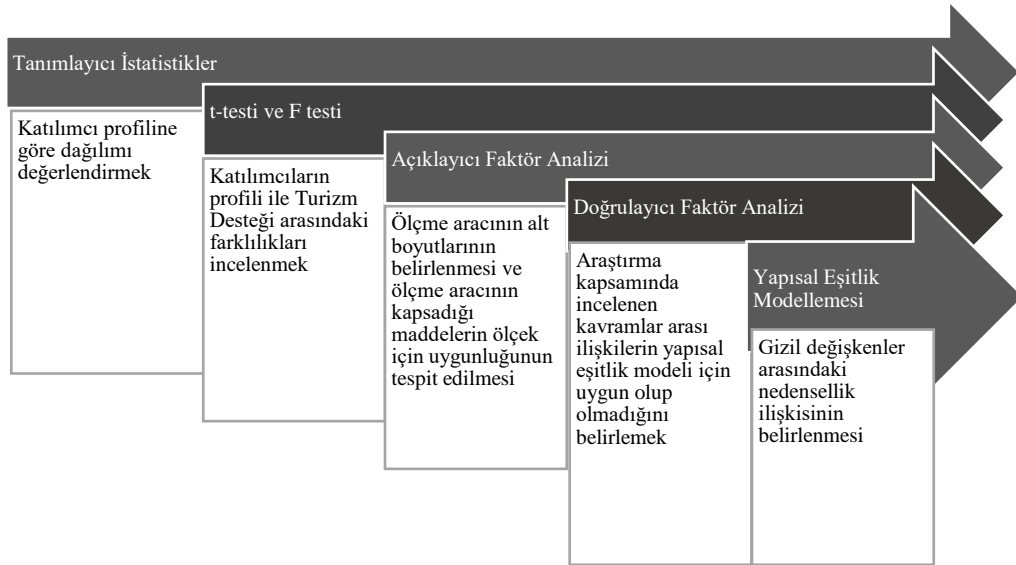 Tanımlayıcı İstatistikler
Katılımcı profiline
göre dağılımı
değerlendirmek
t-testi ve F testi
Katılımcıların
profili ile Turizm
Desteği arasındaki
farklılıkları
incelenmek
Açıklayıcı Faktör Analizi
Ölçme aracının alt
boyutlarının
belirlenmesi ve
ölçme aracının
kapsadığı
maddelerin ölçek
için uygunluğunun
tespit edilmesi
Doğrulayıcı Faktör Analizi
Araştırma
kapsamında
incelenen
kavramlar arası
ilişkilerin yapısal
eşitlik modeli için
uygun olup
olmadığını
belirlemek
Yapısal Eşitlik
Modellemesi
Gizil değişkenler
arasındaki
nedensellik
ilişkisinin
belirlenmesi